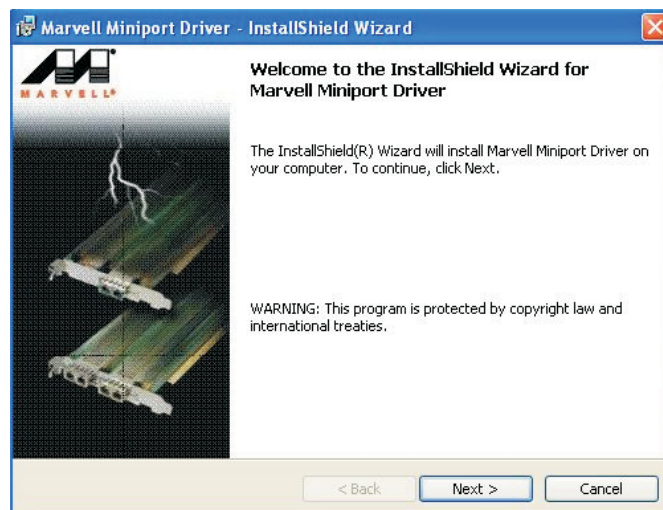 Marvell Miniport Driver - InstallShield Wizard
MARVELL®
Welcome to the InstallShield Wizard for
Marvell Miniport Driver
The InstallShield(R) Wizard will install Marvell Miniport Driver on
your computer. To continue, click Next.
WARNING: This program is protected by copyright law and
international treaties.
< Back
Next >
Cancel